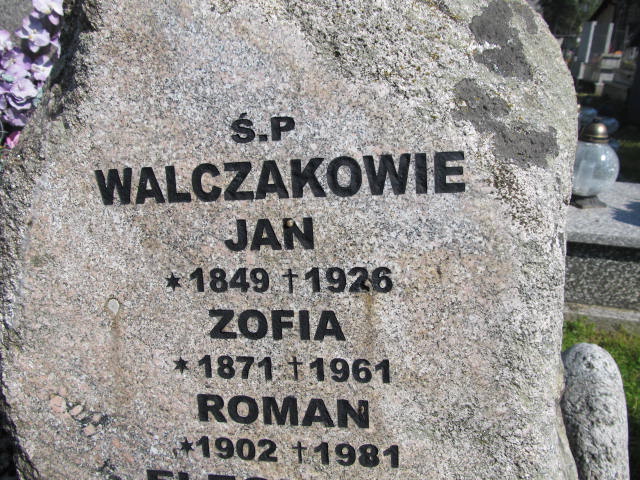 Ś.P
WALCZAKOWIE
JAN
*1849 †1926
ZOFIA
*1871 †1961
ROMAN
*1902 †1981